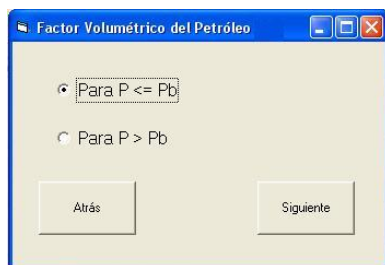 Factor Volumétrico del Petróleo
Para P <= Pb
Para P > Pb
Atrás
Siguiente